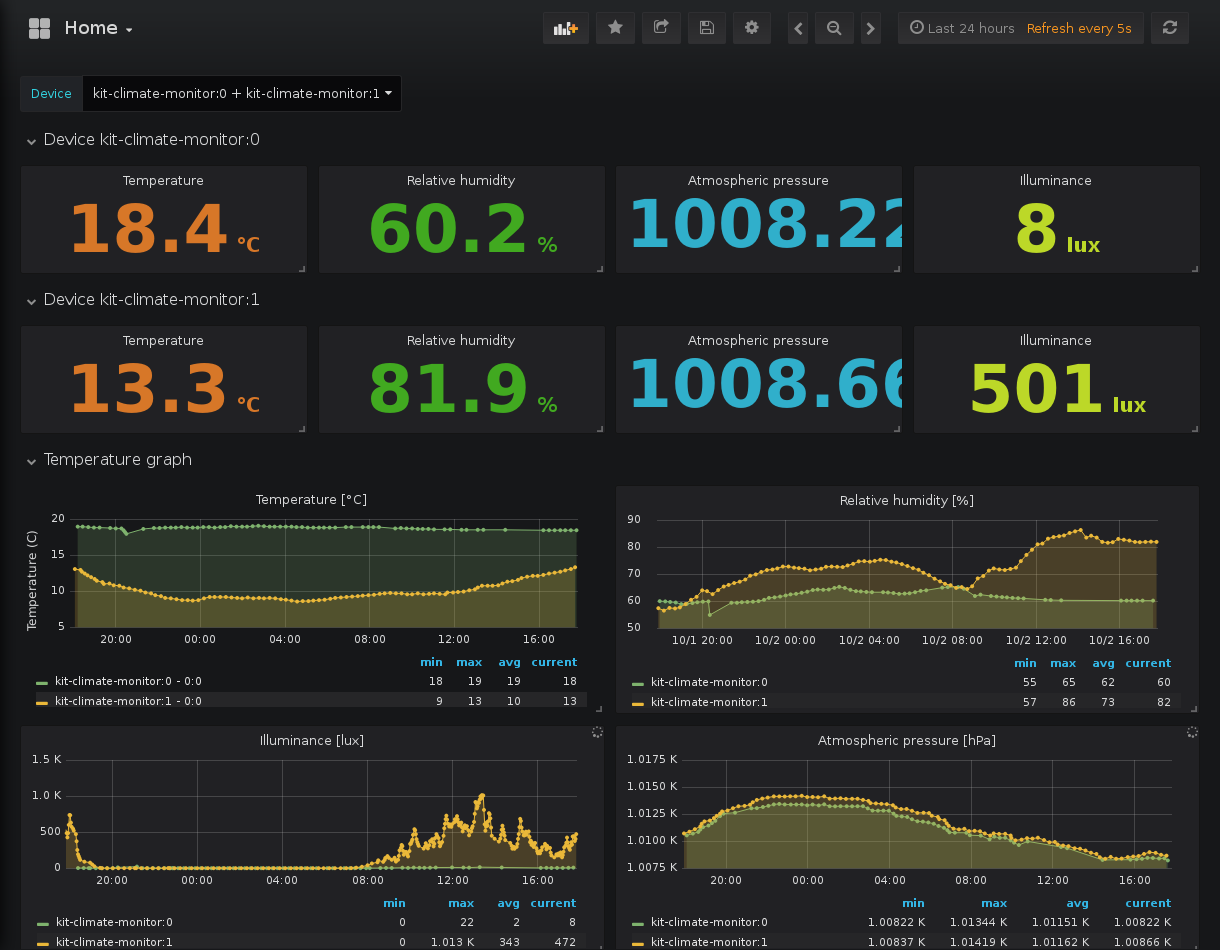 Home
Last 24 hours Refresh every 5s
Device kit-climate-monitor:0 + kit-climate-monitor:1
Device kit-climate-monitor:0
Temperature Relative humidity Atmospheric pressure Illuminance
18.4 °C 60.2 % 1008.22 8 lux
Device kit-climate-monitor:1
Temperature Relative humidity Atmospheric pressure Illuminance
13.3 °C 81.9 % 1008.66 501 lux
Temperature graph
Temperature [°C]
Temperature (C)
20
15
10
5
20:00 00:00 04:00 08:00 12:00 16:00
min max avg current
kit-climate-monitor:0 - 0:0 18 19 19 18
kit-climate-monitor:1 - 0:0 9 13 10 13
Relative humidity [%]
90
80
70
60
50
10/1 20:00 10/2 00:00 10/2 04:00 10/2 08:00 10/2 12:00 10/2 16:00
min max avg current
kit-climate-monitor:0 55 65 62 60
kit-climate-monitor:1 57 86 73 82
Illuminance [lux]
1.5 K
1.0 K
500
0
20:00 00:00 04:00 08:00 12:00 16:00
min max avg current
kit-climate-monitor:0 0 22 2 8
kit-climate-monitor:1 0 1.013 K 343 472
Atmospheric pressure [hPa]
1.0175 K
1.0150 K
1.0125 K
1.0100 K
1.0075 K
20:00 00:00 04:00 08:00 12:00 16:00
min max avg current
kit-climate-monitor:0 1.00822 K 1.01344 K 1.01151 K 1.00822 K
kit-climate-monitor:1 1.00837 K 1.01419 K 1.01162 K 1.00866 K